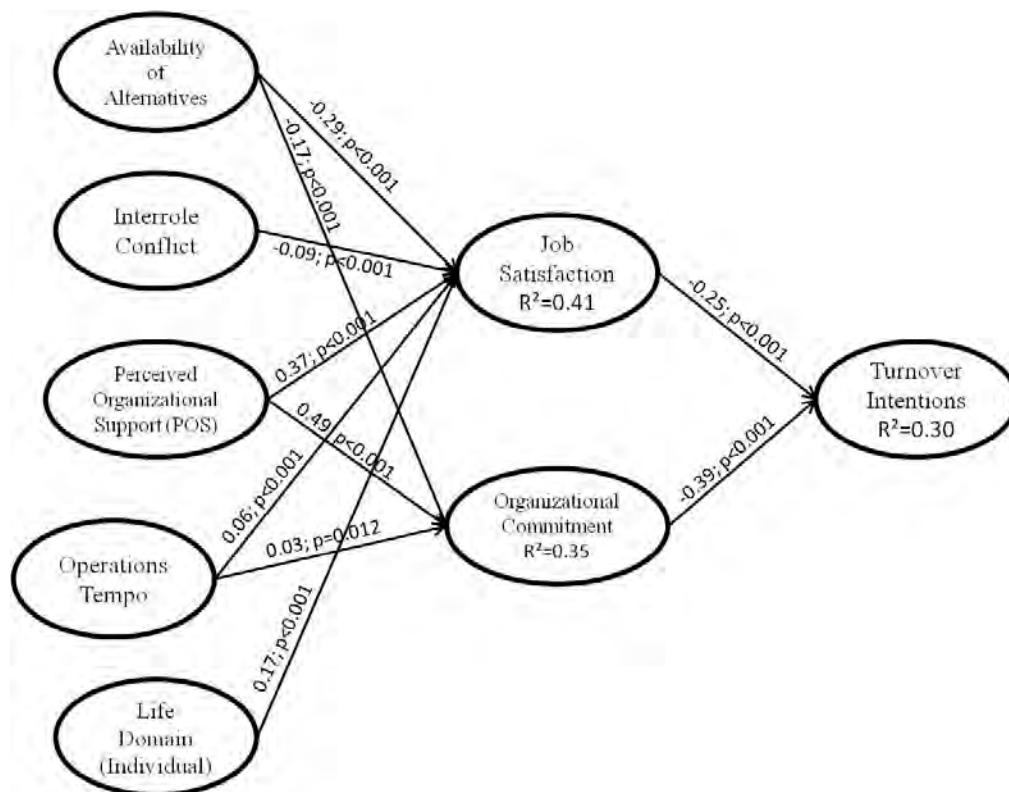 Availability
of
Alternatives
-0.29; p<0.001
-0.17; p<0.001
Interrole
Conflict
-0.09; p<0.001
Job
Satisfaction
R²=0.41
-0.25; p<0.001
Perceived
Organizational
Support (POS)
0.37; p<0.001
0.49; p<0.001
Turnover
Intentions
R²=0.30
-0.39; p<0.001
Organizational
Commitment
R²=0.35
Operations
Tempo
0.06; p<0.001
0.03; p=0.012
Life
Domain
(Individual)
0.17; p<0.001